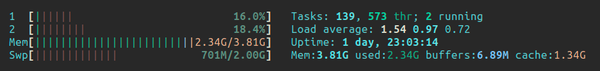 1 [|||||| 16.0%] Tasks: 139, 573 thr; 2 running
2 [|||||||| 18.4%] Load average: 1.54 0.97 0.72
Mem[||||||||||||||||||||||||||2.34G/3.81G] Uptime: 1 day, 23:03:14
Swp[||||||||||||| 701M/2.00G] Mem:3.81G used:2.34G buffers:6.89M cache:1.34G